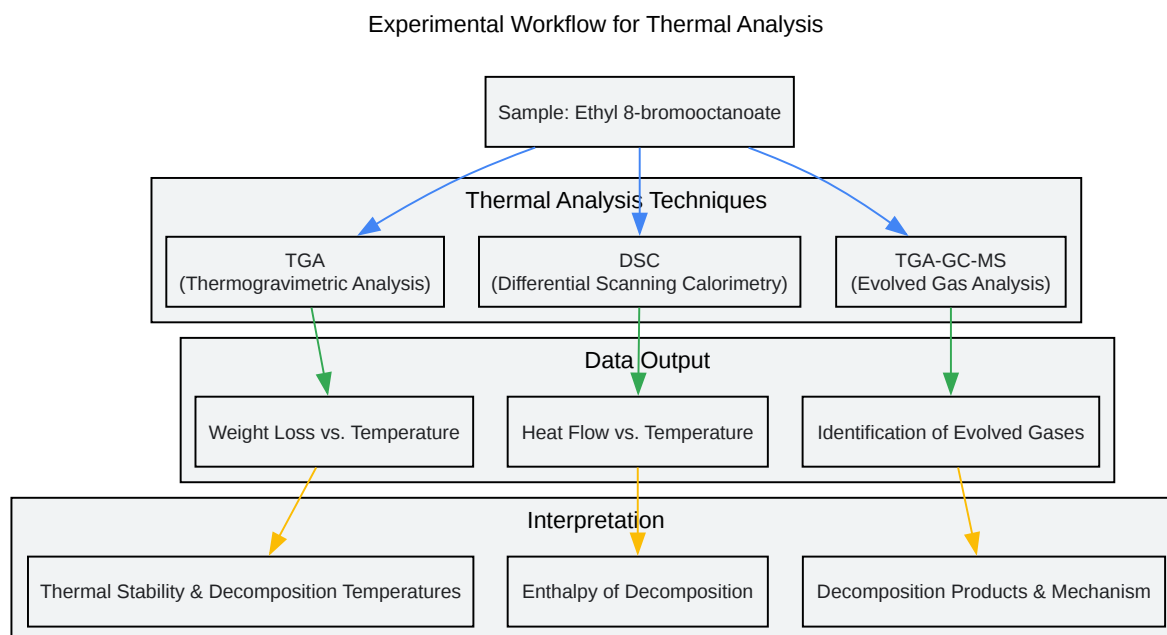 Experimental Workflow for Thermal Analysis
Sample: Ethyl 8-bromooctanoate
Thermal Analysis Techniques
TGA
(Thermogravimetric Analysis)
DSC
(Differential Scanning Calorimetry)
TGA-GC-MS
(Evolved Gas Analysis)
Data Output
Weight Loss vs. Temperature
Heat Flow vs. Temperature
Identification of Evolved Gases
Interpretation
Thermal Stability & Decomposition Temperatures
Enthalpy of Decomposition
Decomposition Products & Mechanism